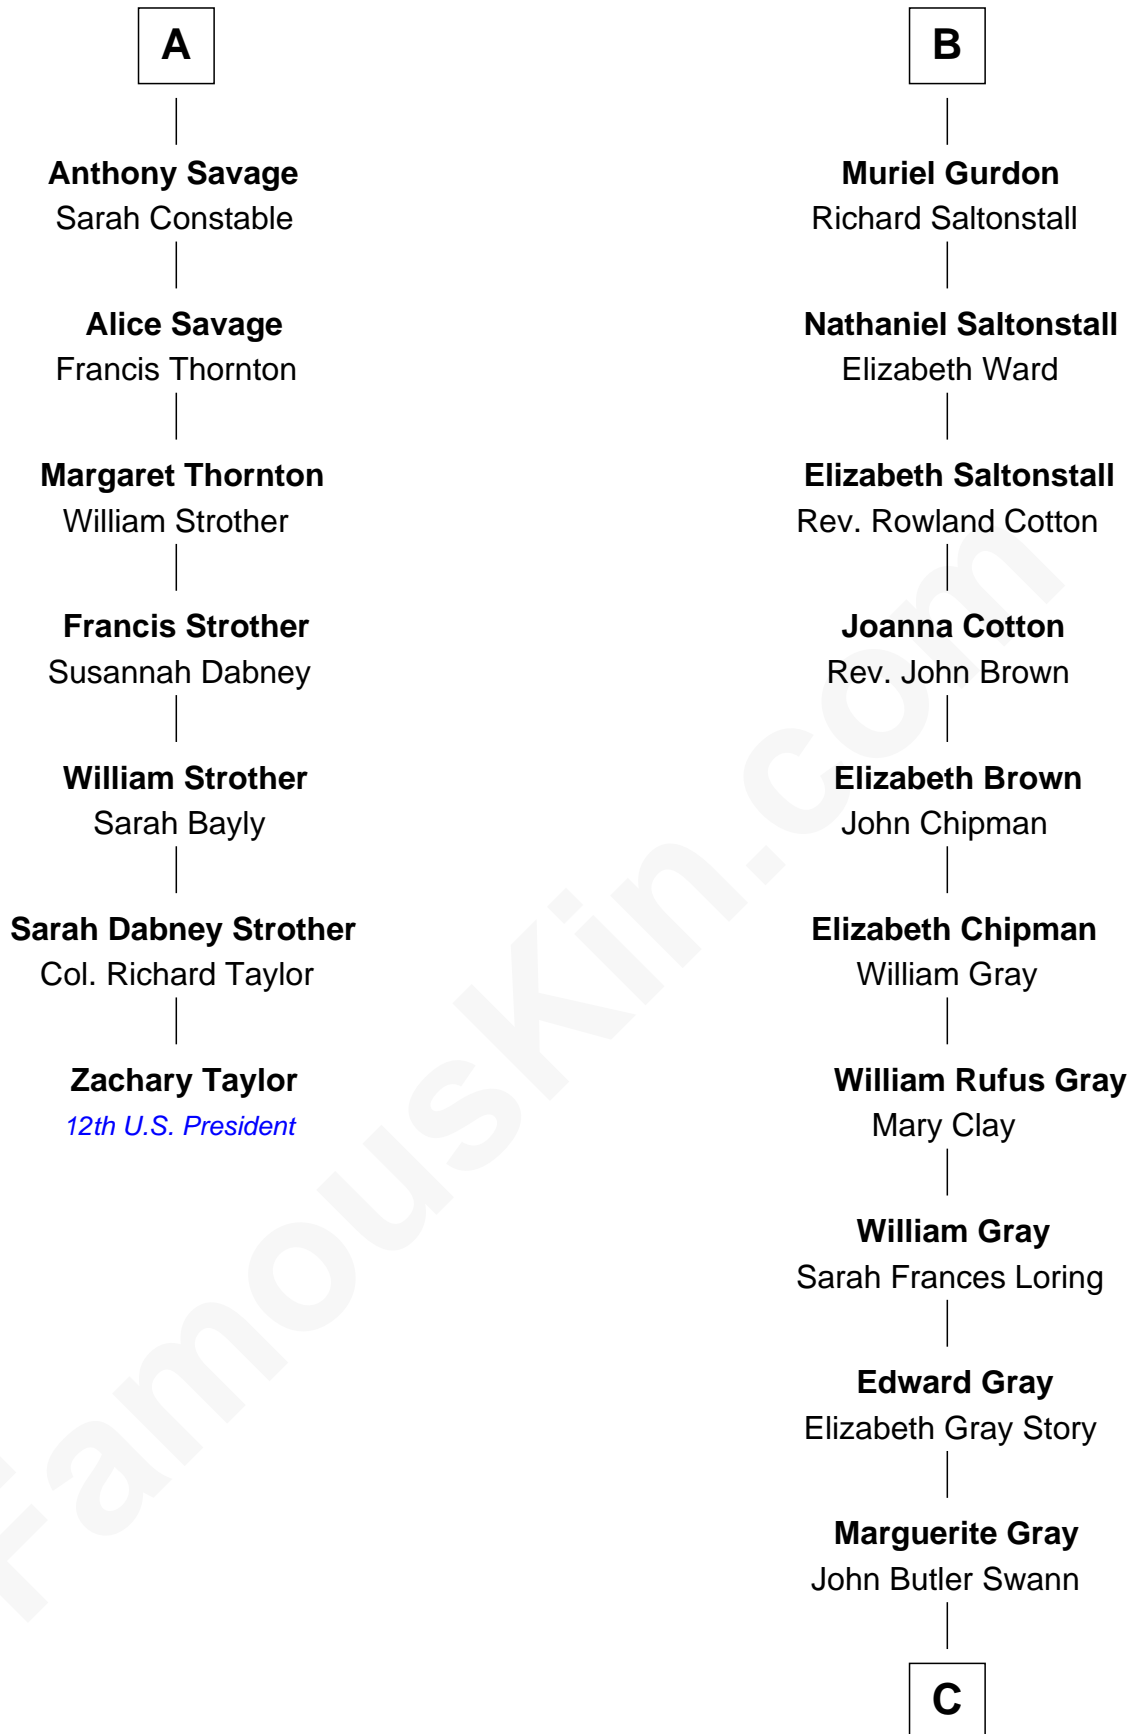 A
Anthony Savage
Sarah Constable
Alice Savage
Francis Thornton
Margaret Thornton
William Strother
Francis Strother
Susannah Dabney
William Strother
Sarah Bayly
Sarah Dabney Strother
Col. Richard Taylor
Zachary Taylor
12th U.S. President
B
Muriel Gurdon
Richard Saltonstall
Nathaniel Saltonstall
Elizabeth Ward
Elizabeth Saltonstall
Rev. Rowland Cotton
Joanna Cotton
Rev. John Brown
Elizabeth Brown
John Chipman
Elizabeth Chipman
William Gray
William Rufus Gray
Mary Clay
William Gray
Sarah Frances Loring
Edward Gray
Elizabeth Gray Story
Marguerite Gray
John Butler Swann
C
FamousKin.com